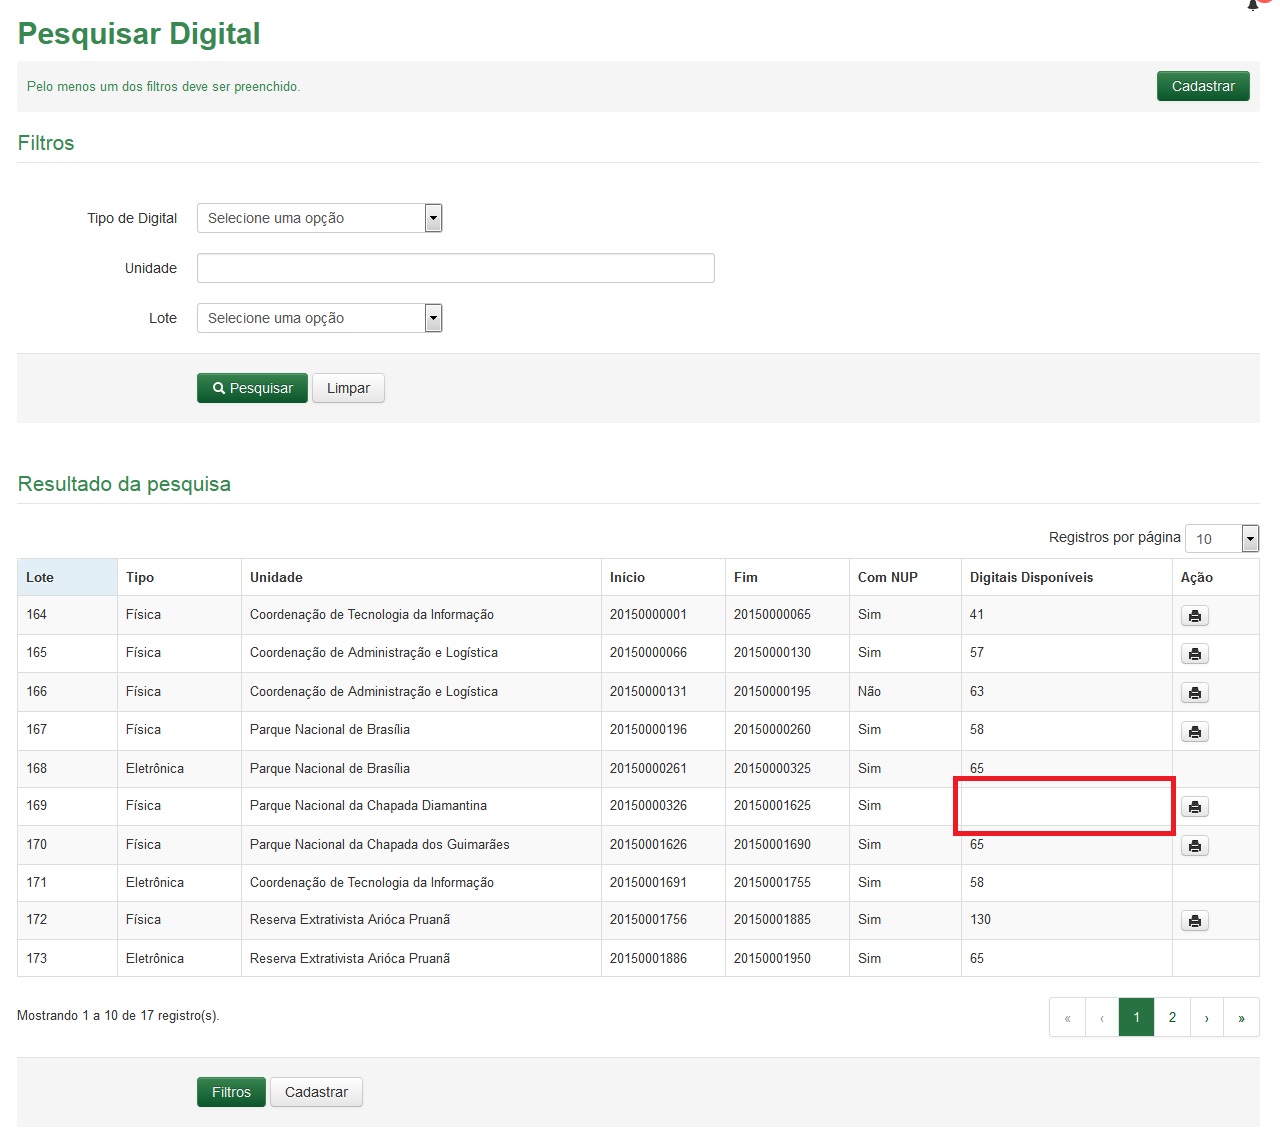 Pesquisar Digital
Pelo menos um dos filtros deve ser preenchido.
Cadastrar
Filtros
Tipo de Digital Selecione uma opção
Unidade
Lote Selecione uma opção
Pesquisar Limpar
Resultado da pesquisa
Registros por página 10
Lote Tipo Unidade Início Fim Com NUP Digitais Disponíveis Ação
164 Física Coordenação de Tecnologia da Informação 20150000001 20150000065 Sim 41
165 Física Coordenação de Administração e Logística 20150000066 20150000130 Sim 57
166 Física Coordenação de Administração e Logística 20150000131 20150000195 Não 63
167 Física Parque Nacional de Brasília 20150000196 20150000260 Sim 58
168 Eletrônica Parque Nacional de Brasília 20150000261 20150000325 Sim 65
169 Física Parque Nacional da Chapada Diamantina 20150000326 20150001625 Sim
170 Física Parque Nacional da Chapada dos Guimarães 20150001626 20150001690 Sim 65
171 Eletrônica Coordenação de Tecnologia da Informação 20150001691 20150001755 Sim 58
172 Física Reserva Extrativista Arióca Pruanã 20150001756 20150001885 Sim 130
173 Eletrônica Reserva Extrativista Arióca Pruanã 20150001886 20150001950 Sim 65
Mostrando 1 a 10 de 17 registro(s).
« ‹ 1 2 › »
Filtros Cadastrar